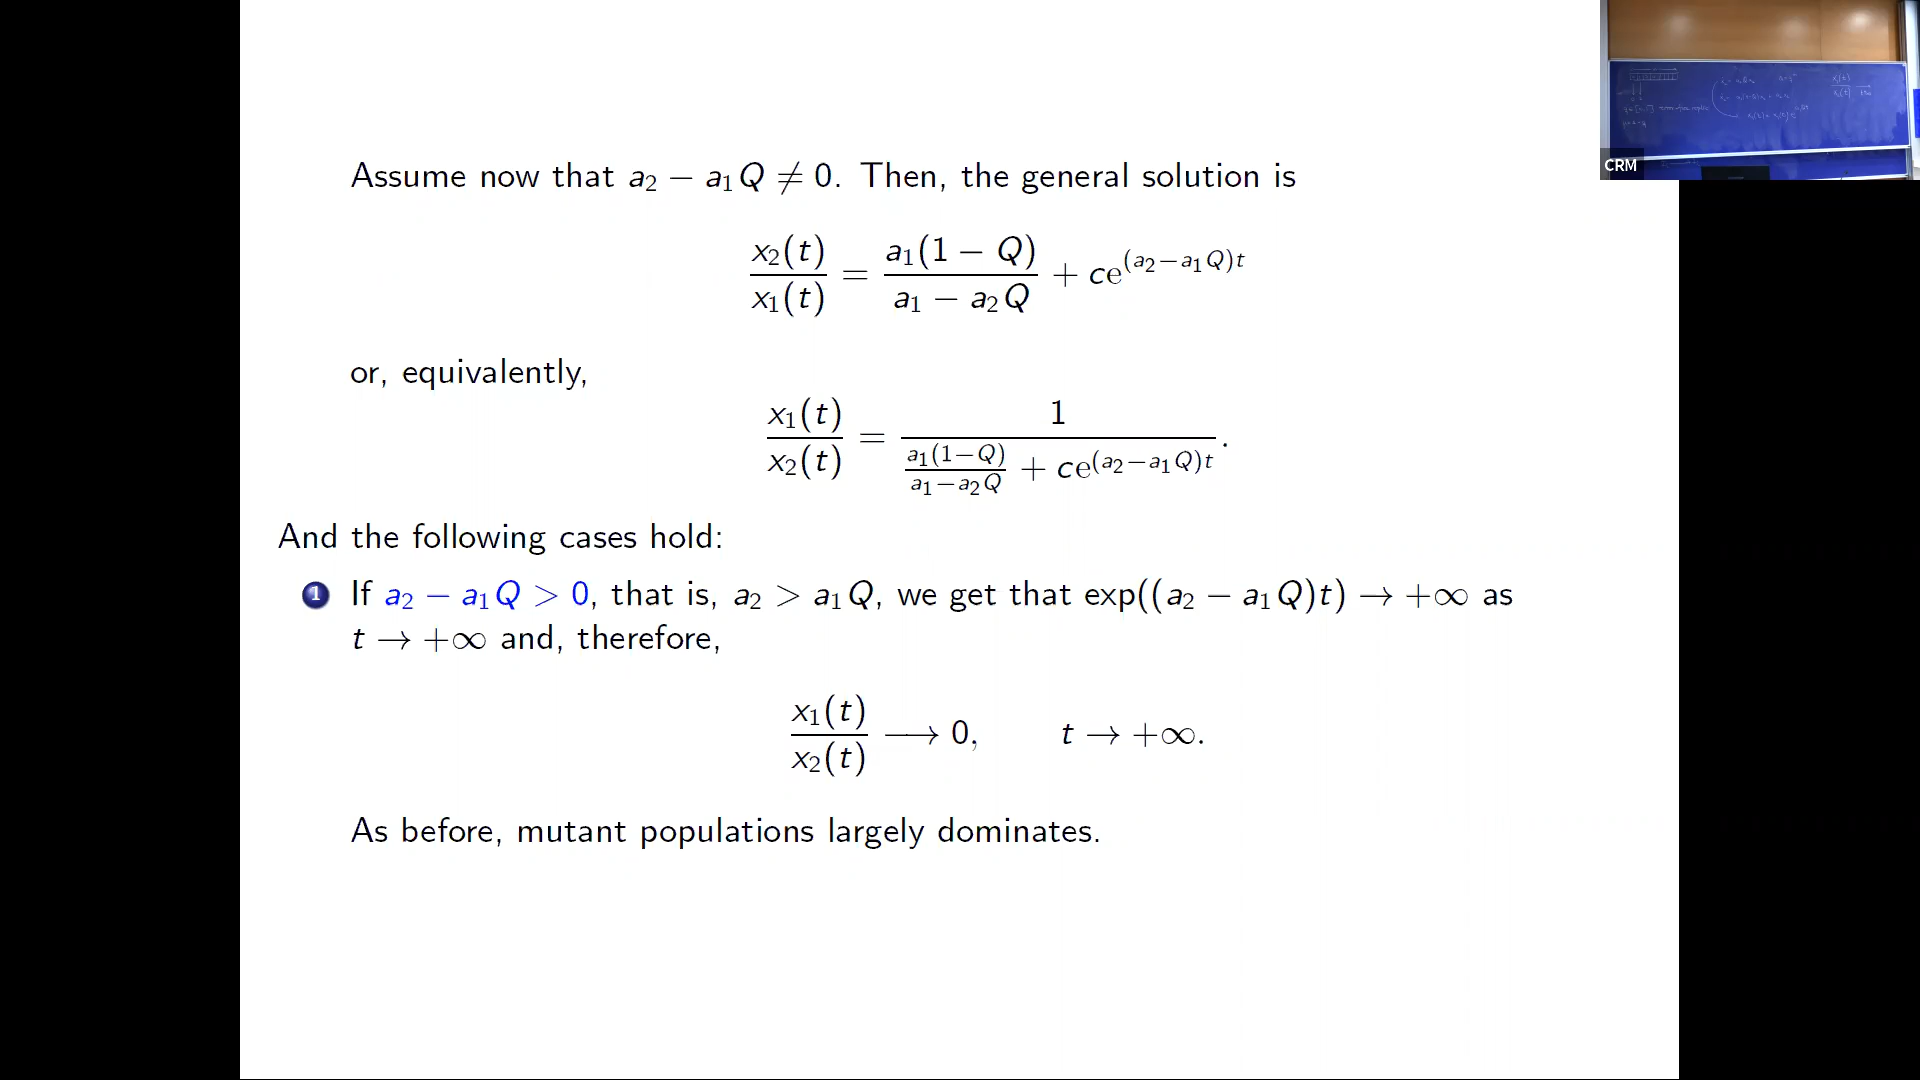 Assume now that a₂ − a₁Q ≠ 0. Then, the general solution is
x₂(t)/x₁(t) = a₁(1 − Q)/(a₁ − a₂Q) + ce^((a₂−a₁Q)t)
or, equivalently,
x₁(t)/x₂(t) = 1/(a₁(1−Q)/(a₁−a₂Q) + ce^((a₂−a₁Q)t)).
And the following cases hold:
1 If a₂ − a₁Q > 0, that is, a₂ > a₁Q, we get that exp((a₂ − a₁Q)t) → +∞ as
t → +∞ and, therefore,
x₁(t)/x₂(t) ⟶ 0, t → +∞.
As before, mutant populations largely dominates.
CRM